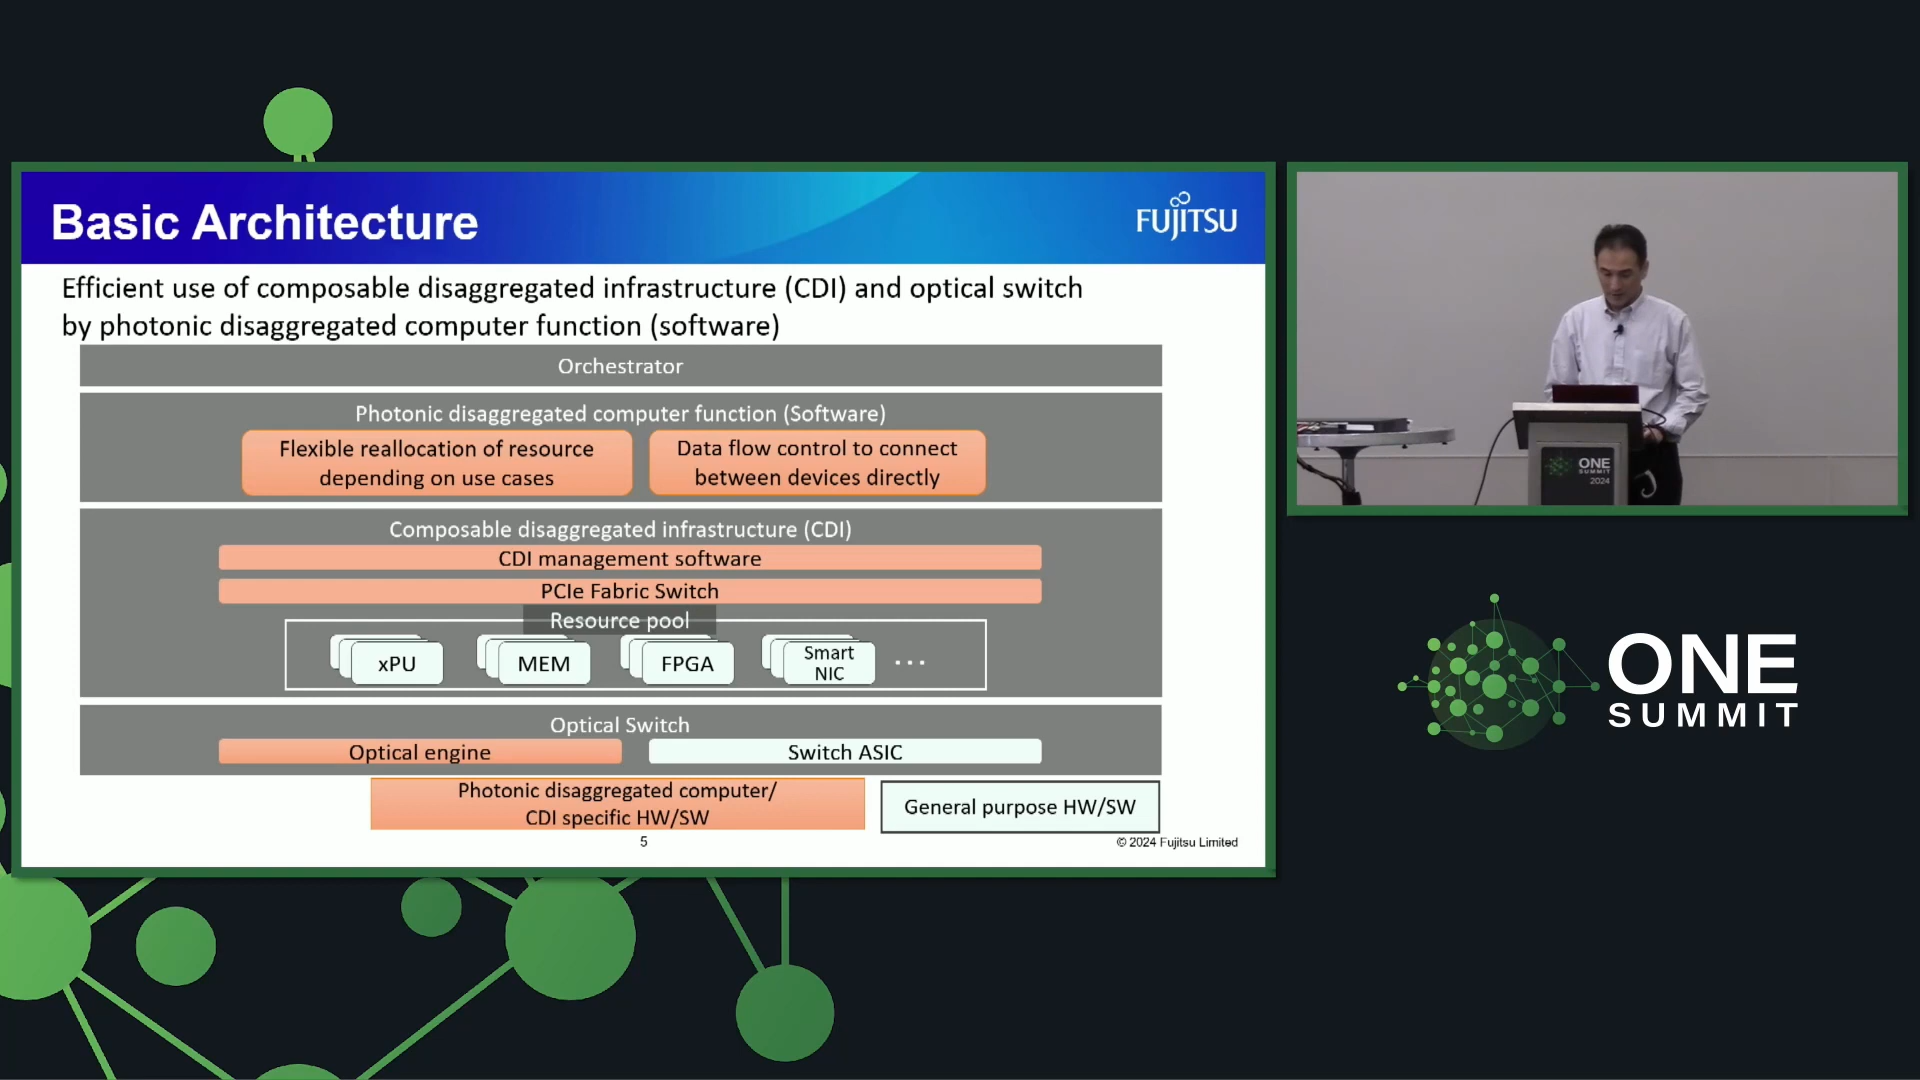 Basic Architecture
FUJITSU
Efficient use of composable disaggregated infrastructure (CDI) and optical switch
by photonic disaggregated computer function (software)
Orchestrator
Photonic disaggregated computer function (Software)
Flexible reallocation of resource
depending on use cases
Data flow control to connect
between devices directly
Composable disaggregated infrastructure (CDI)
CDI management software
PCIe Fabric Switch
Resource pool
xPU
MEM
FPGA
Smart
NIC
...
Optical Switch
Optical engine
Switch ASIC
Photonic disaggregated computer/
CDI specific HW/SW
General purpose HW/SW
5
© 2024 Fujitsu Limited
ONE
SUMMIT
2024
ONE
SUMMIT